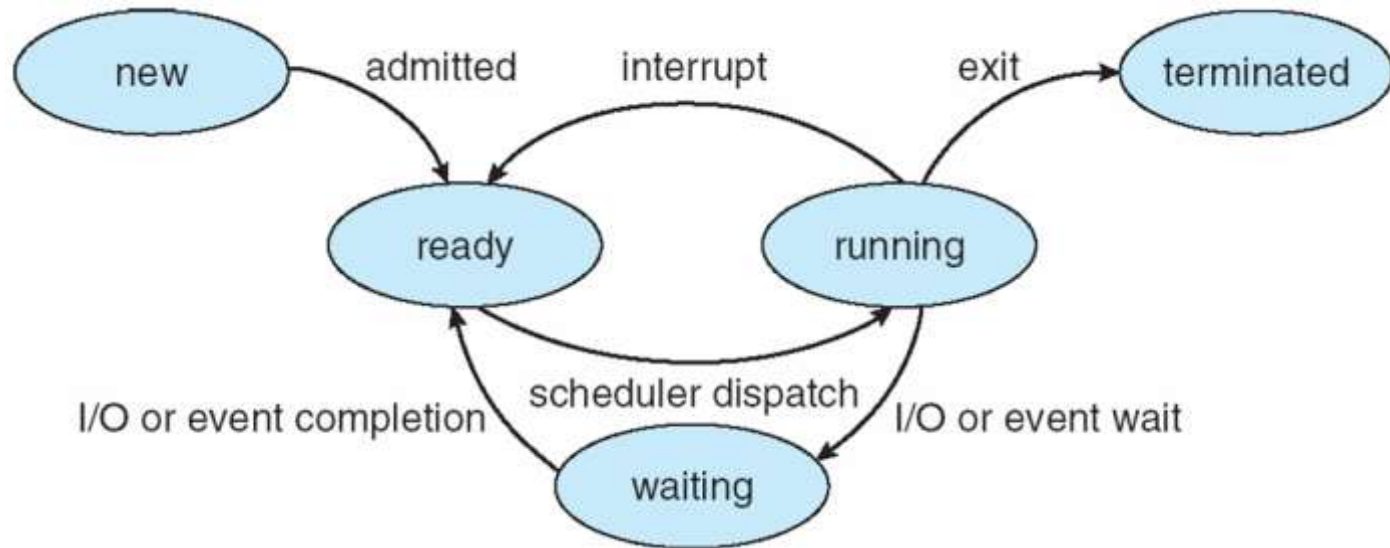 new
admitted
interrupt
exit
terminated
ready
running
scheduler dispatch
I/O or event completion
I/O or event wait
waiting